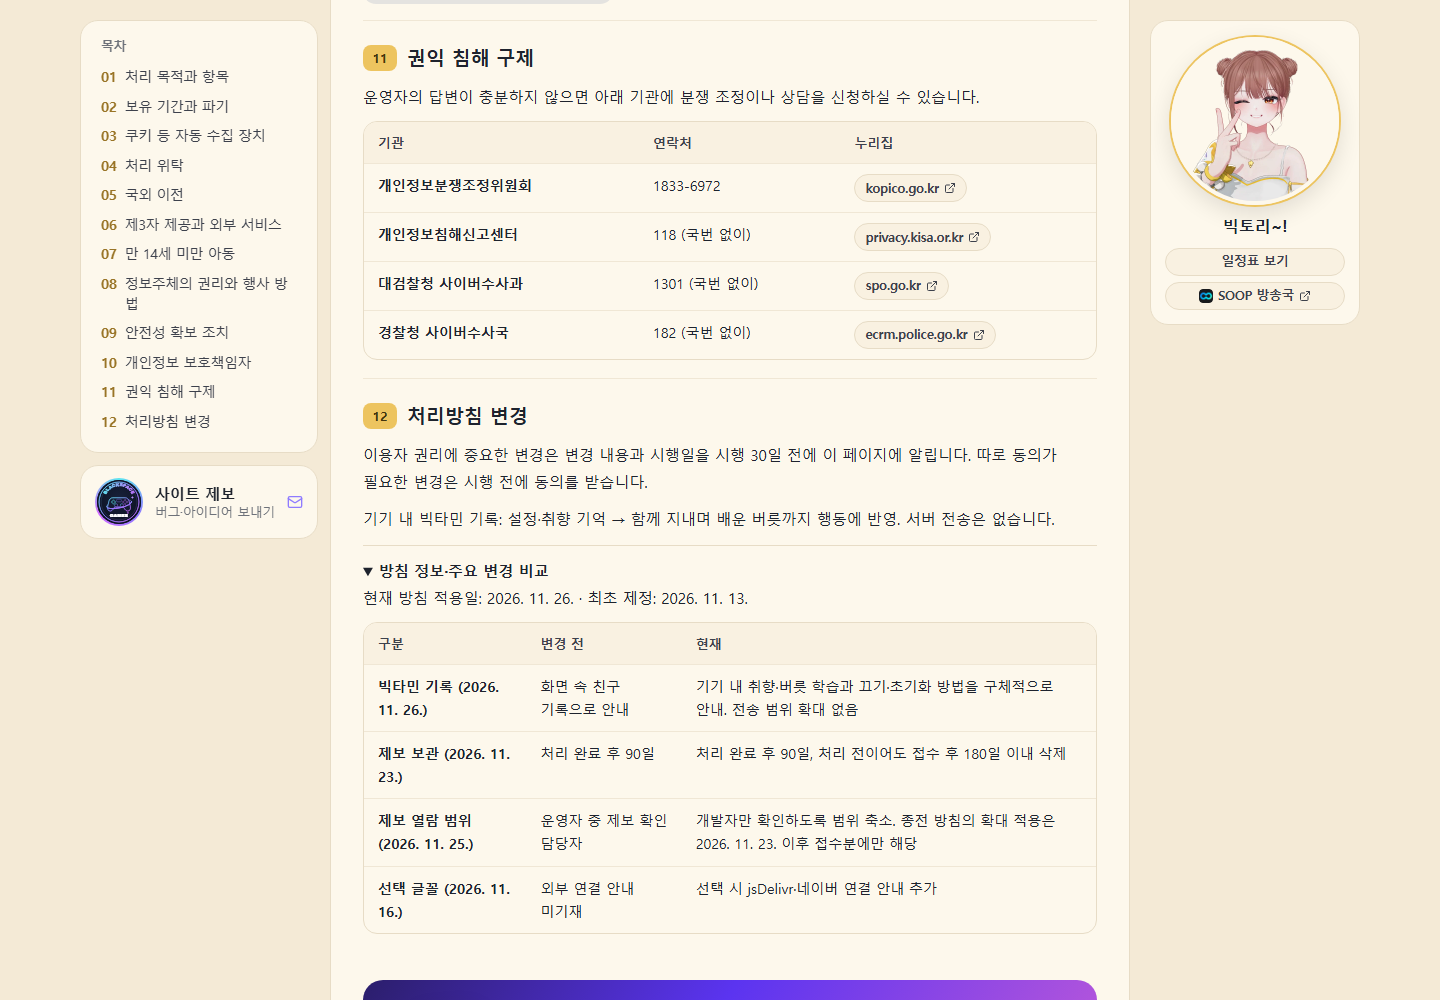 목차
01 처리 목적과 항목
02 보유 기간과 파기
03 쿠키 등 자동 수집 장치
04 처리 위탁
05 국외 이전
06 제3자 제공과 외부 서비스
07 만 14세 미만 아동
08 정보주체의 권리와 행사 방
법
09 안전성 확보 조치
10 개인정보 보호책임자
11 권익 침해 구제
12 처리방침 변경
사이트 제보
버그·아이디어 보내기
11 권익 침해 구제
운영자의 답변이 충분하지 않으면 아래 기관에 분쟁 조정이나 상담을 신청하실 수 있습니다.
기관 연락처 누리집
개인정보분쟁조정위원회 1833-6972 kopico.go.kr
개인정보침해신고센터 118 (국번 없이) privacy.kisa.or.kr
대검찰청 사이버수사과 1301 (국번 없이) spo.go.kr
경찰청 사이버수사국 182 (국번 없이) ecrm.police.go.kr
12 처리방침 변경
이용자 권리에 중요한 변경은 변경 내용과 시행일을 시행 30일 전에 이 페이지에 알립니다. 따로 동의가
필요한 변경은 시행 전에 동의를 받습니다.
기기 내 빅타민 기록: 설정·취향 기억 → 함께 지내며 배운 버릇까지 행동에 반영. 서버 전송은 없습니다.
▼ 방침 정보·주요 변경 비교
현재 방침 적용일: 2026. 11. 26. · 최초 제정: 2026. 11. 13.
구분 변경 전 현재
빅타민 기록 (2026. 화면 속 친구 기기 내 취향·버릇 학습과 끄기·초기화 방법을 구체적으로
11. 26.) 기록으로 안내 안내. 전송 범위 확대 없음
제보 보관 (2026. 11. 처리 완료 후 90일 처리 완료 후 90일, 처리 전이어도 접수 후 180일 이내 삭제
23.)
제보 열람 범위 운영자 중 제보 확인 개발자만 확인하도록 범위 축소. 종전 방침의 확대 적용은
(2026. 11. 25.) 담당자 2026. 11. 23. 이후 접수분에만 해당
선택 글꼴 (2026. 11. 외부 연결 안내 선택 시 jsDelivr·네이버 연결 안내 추가
16.) 미기재
빅토리~!
일정표 보기
SOOP 방송국